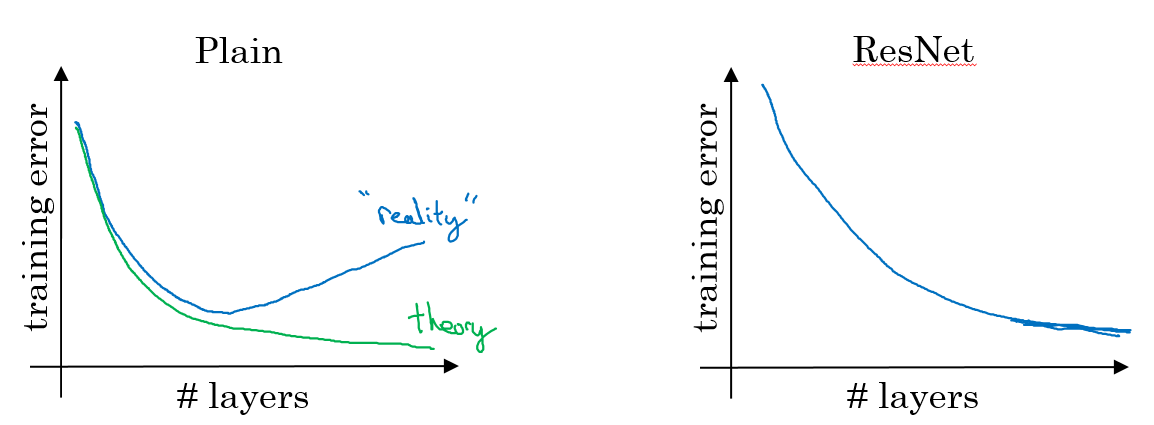 Plain
training error
"reality"
theory
# layers
ResNet
training error
# layers